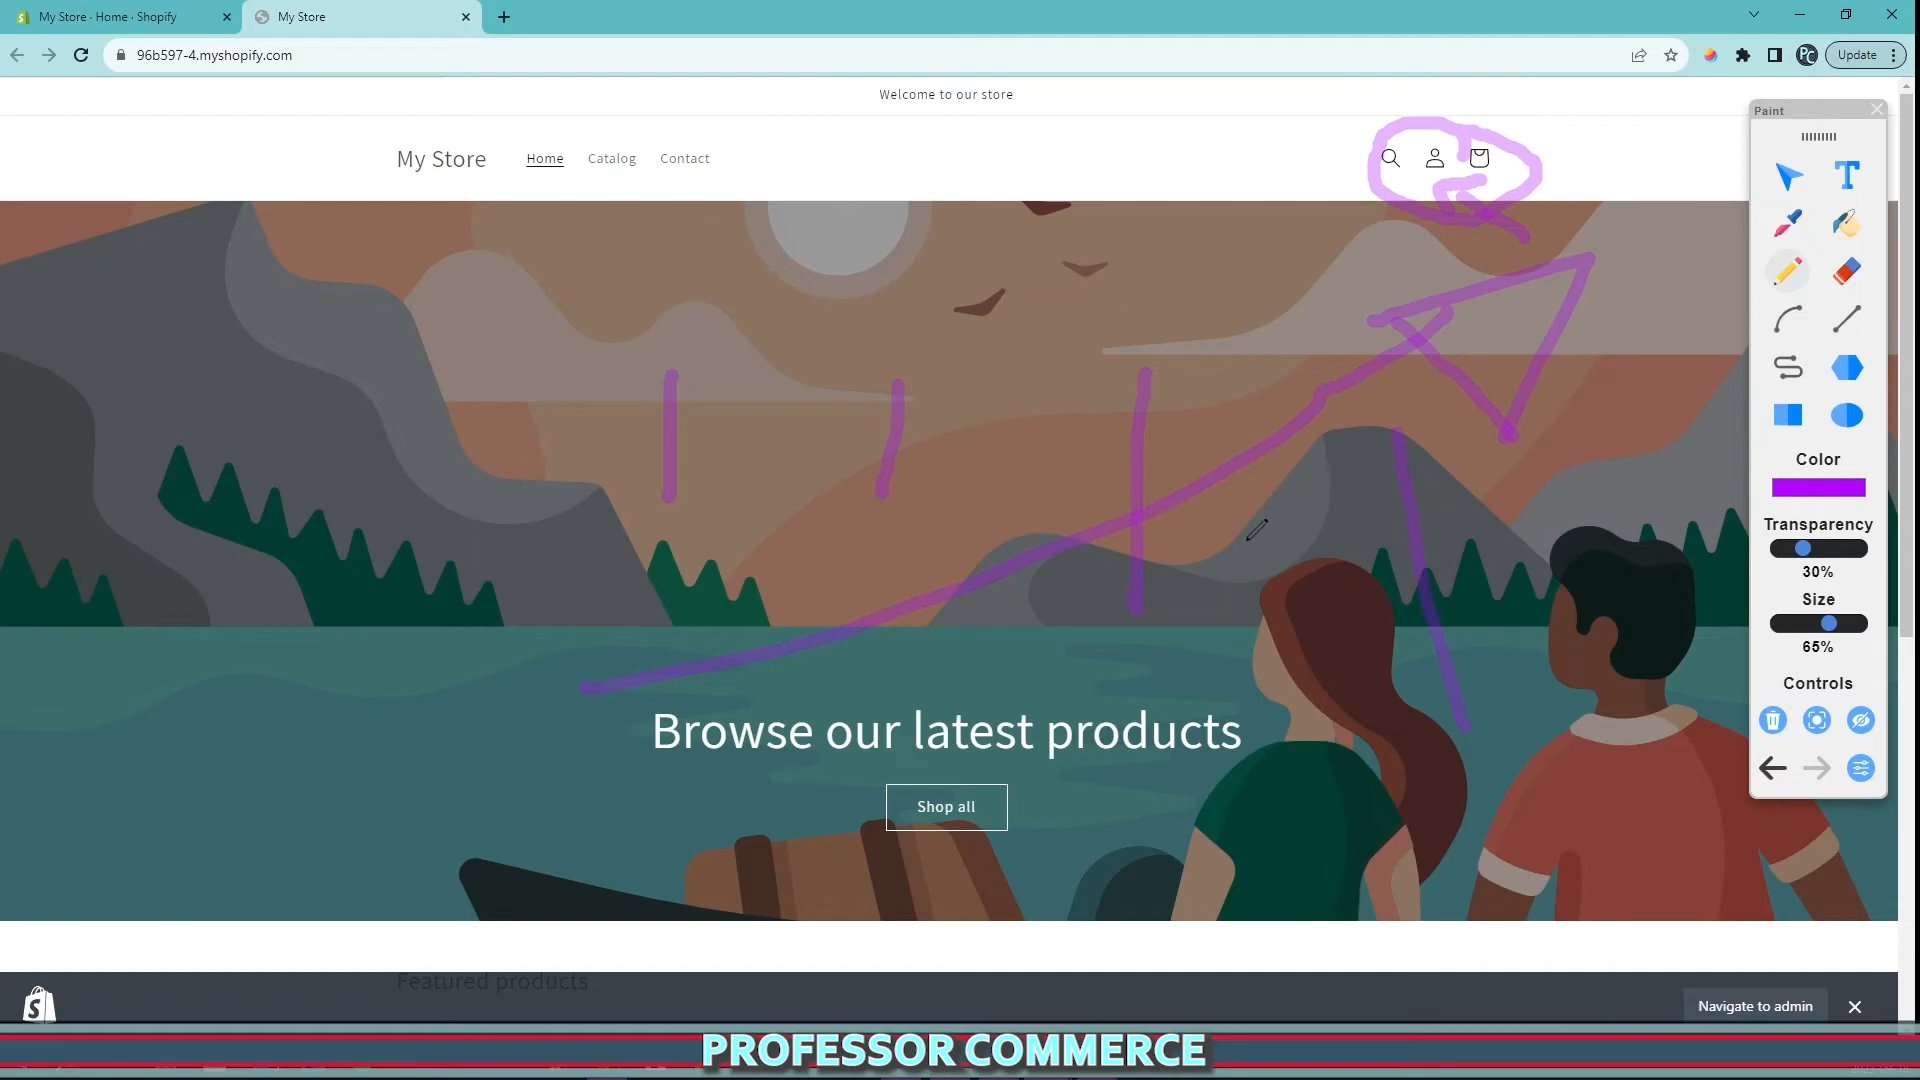 My Store · Home · Shopify
My Store
96b597-4.myshopify.com
Update
Welcome to our store
My Store
Home
Catalog
Contact
Browse our latest products
Shop all
Featured products
Navigate to admin
Paint
Color
Transparency
30%
Size
65%
Controls
PROFESSOR COMMERCE